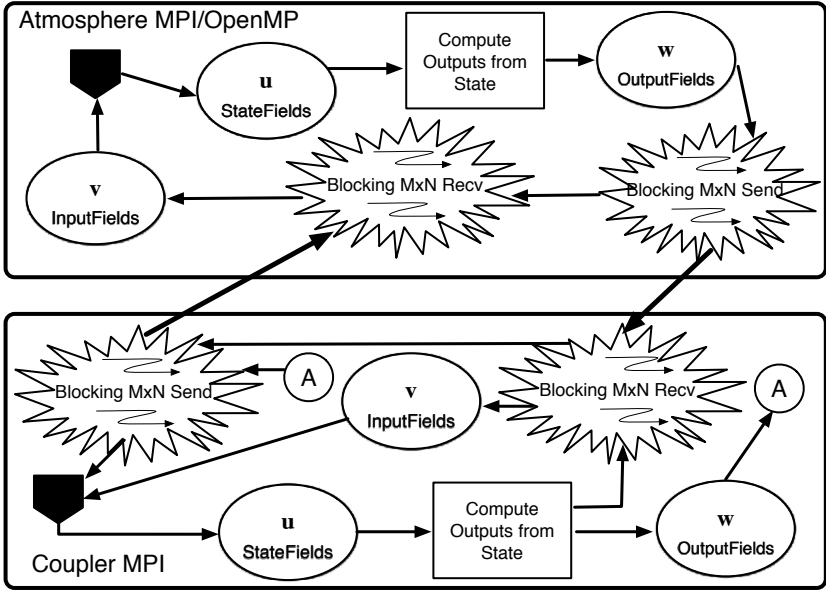 Atmosphere MPI/OpenMP
u
StateFields
Compute
Outputs from
State
w
OutputFields
v
InputFields
Blocking MxN Recv
Blocking MxN Send
Blocking MxN Send
A
v
InputFields
Blocking MxN Recv
A
u
StateFields
Compute
Outputs from
State
w
OutputFields
Coupler MPI